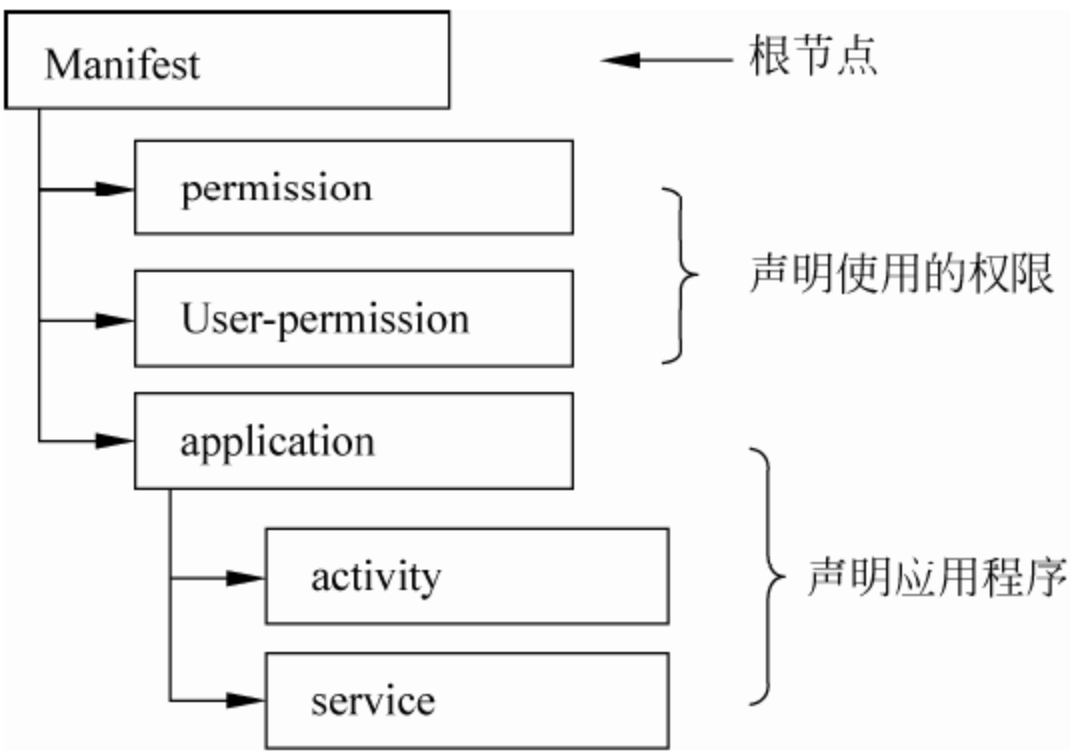 Manifest
根节点
permission
声明使用的权限
User-permission
application
声明应用程序
activity
service